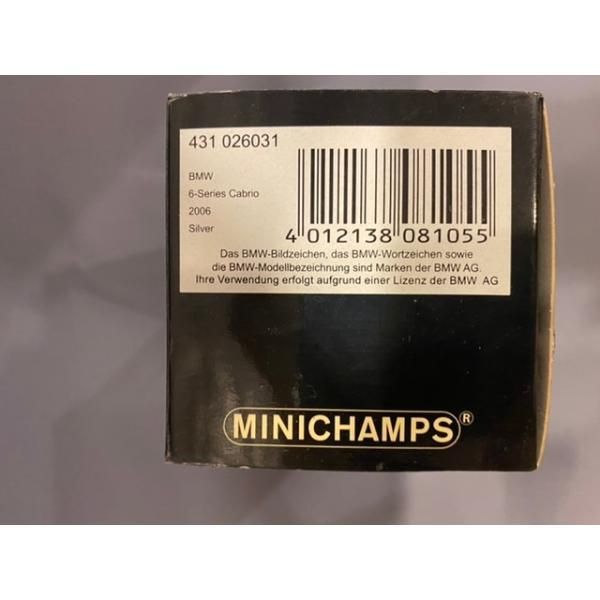 431 026031
BMW
6-Series Cabrio
2006
Silver
4 012138 081055
Das BMW-Bildzeichen, das BMW-Wortzeichen sowie
die BMW-Modellbezeichnung sind Marken der BMW AG.
Ihre Verwendung erfolgt aufgrund einer Lizenz der BMW AG
MINICHAMPS®